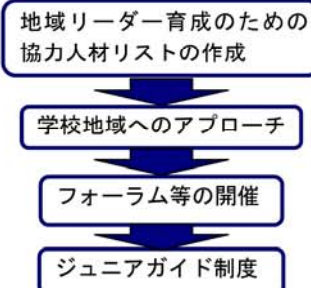 地域リーダー育成のための
協力人材リストの作成
学校地域へのアプローチ
フォーラム等の開催
ジュニアガイド制度